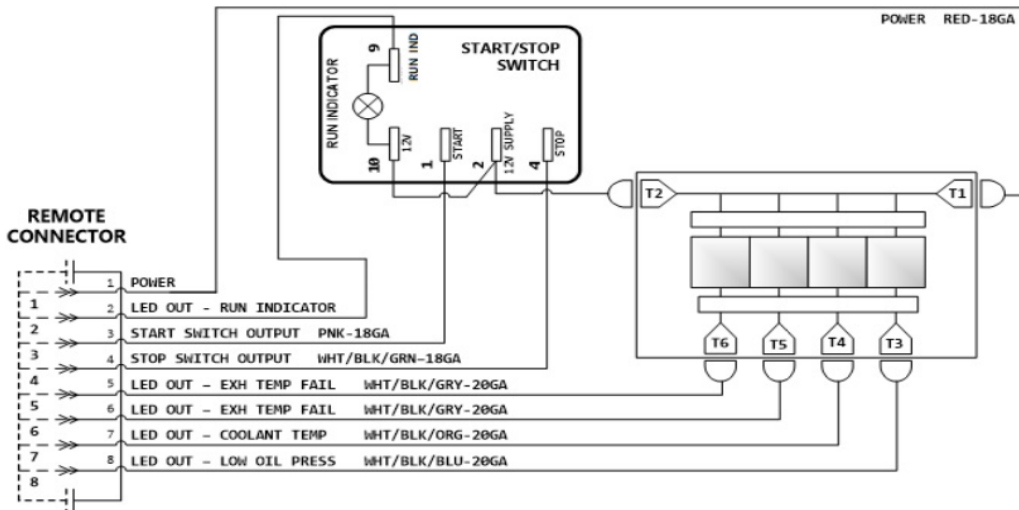 POWER RED-18GA
START/STOP
SWITCH
9
RUN IND
RUN INDICATOR
10
12V
1
START
2
12V SUPPLY
4
STOP
T2
T1
T6
T5
T4
T3
REMOTE
CONNECTOR
1 POWER
1
2 LED OUT - RUN INDICATOR
2
3 START SWITCH OUTPUT PNK-18GA
3
4 STOP SWITCH OUTPUT WHT/BLK/GRN-18GA
4
5 LED OUT - EXH TEMP FAIL WHT/BLK/GRY-20GA
5
6 LED OUT - EXH TEMP FAIL WHT/BLK/GRY-20GA
6
7 LED OUT - COOLANT TEMP WHT/BLK/ORG-20GA
7
8 LED OUT - LOW OIL PRESS WHT/BLK/BLU-20GA
8